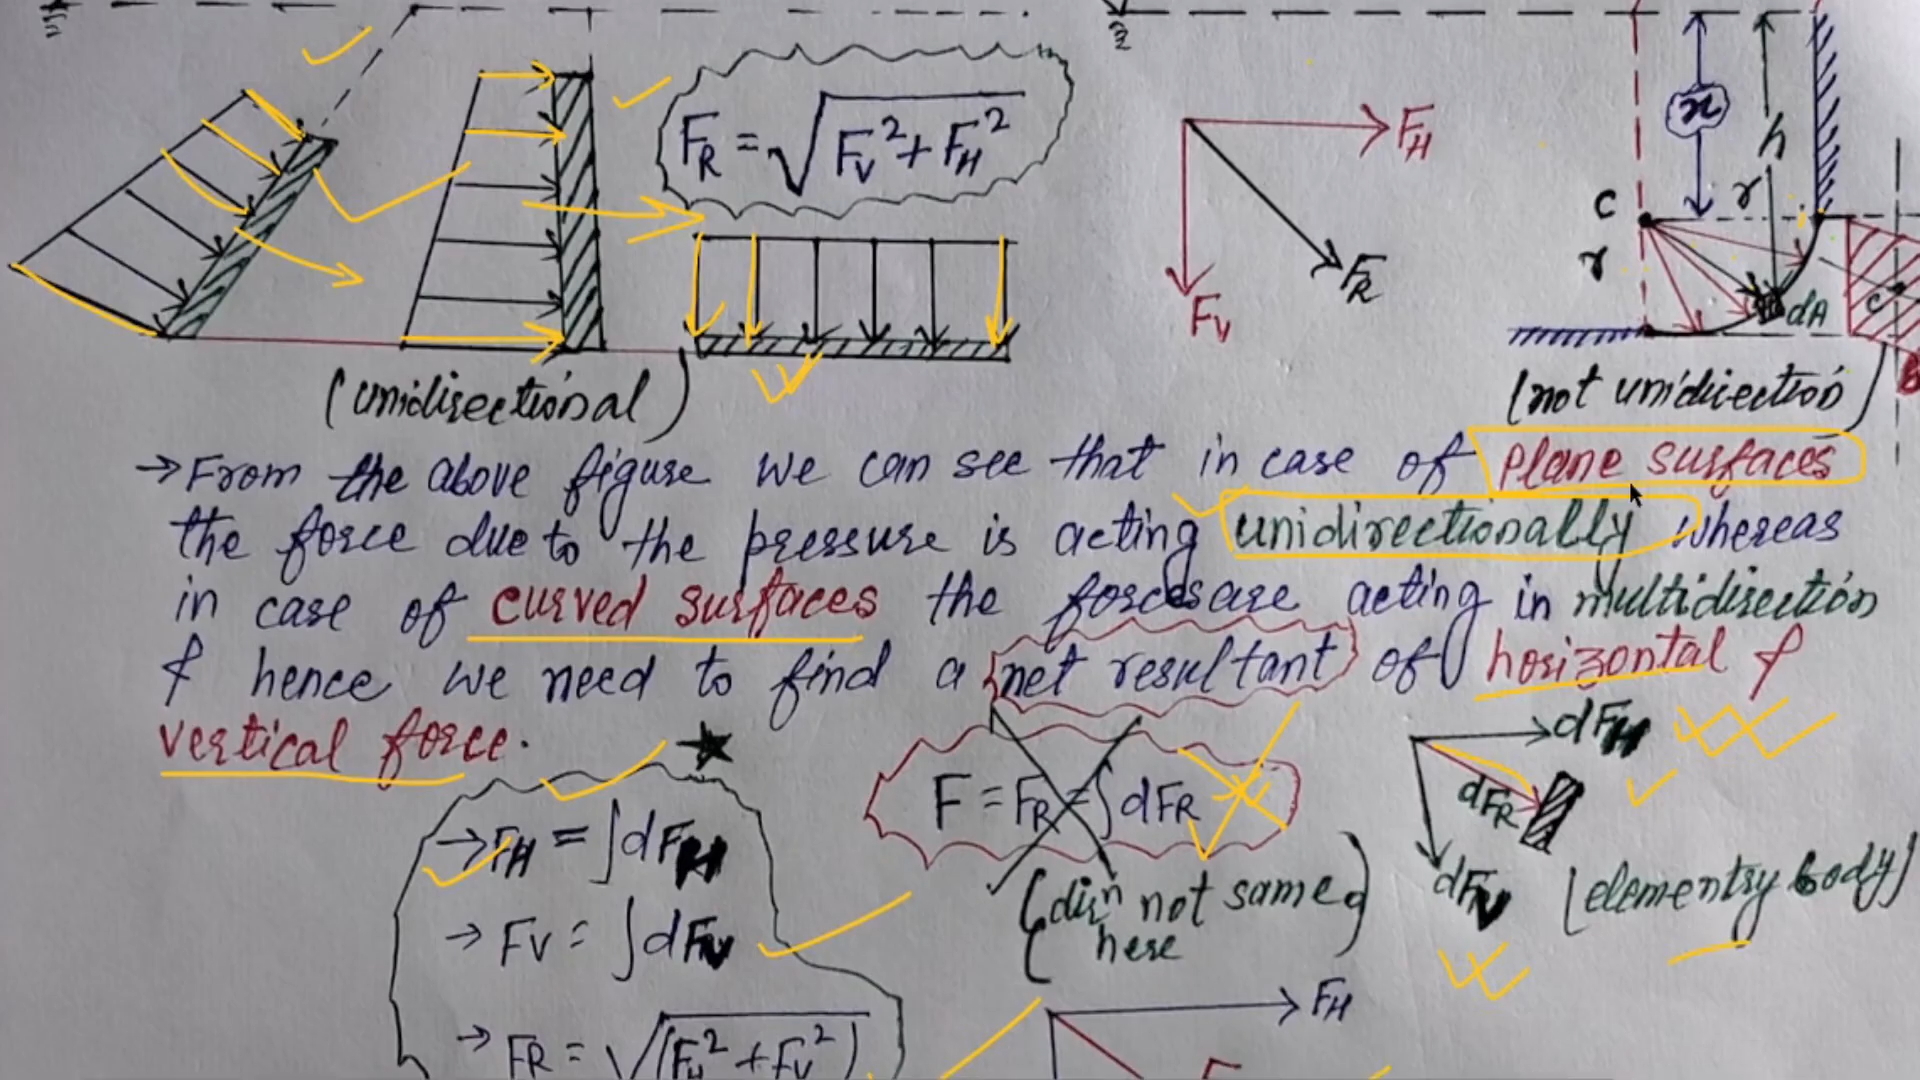 F_R = √F_V² + F_H²
F_H
F_R
F_V
x
h
r
C
r
dA
c
(unidirectional)
(not unidirection)
→ From the above figure we can see that in case of plane surfaces
the force due to the pressure is acting unidirectionally whereas
in case of curved surfaces the forces are acting in multidirection
& hence we need to find a net resultant of horizontal &
vertical force.
→ F_H = ∫dF_H
→ F_V = ∫dF_V
→ F_R = √(F_H² + F_V²)
F = F_R = ∫dF_R
(dirⁿ not same
here)
dF_H
dF_R
dF_V
(elementry body)
F_H